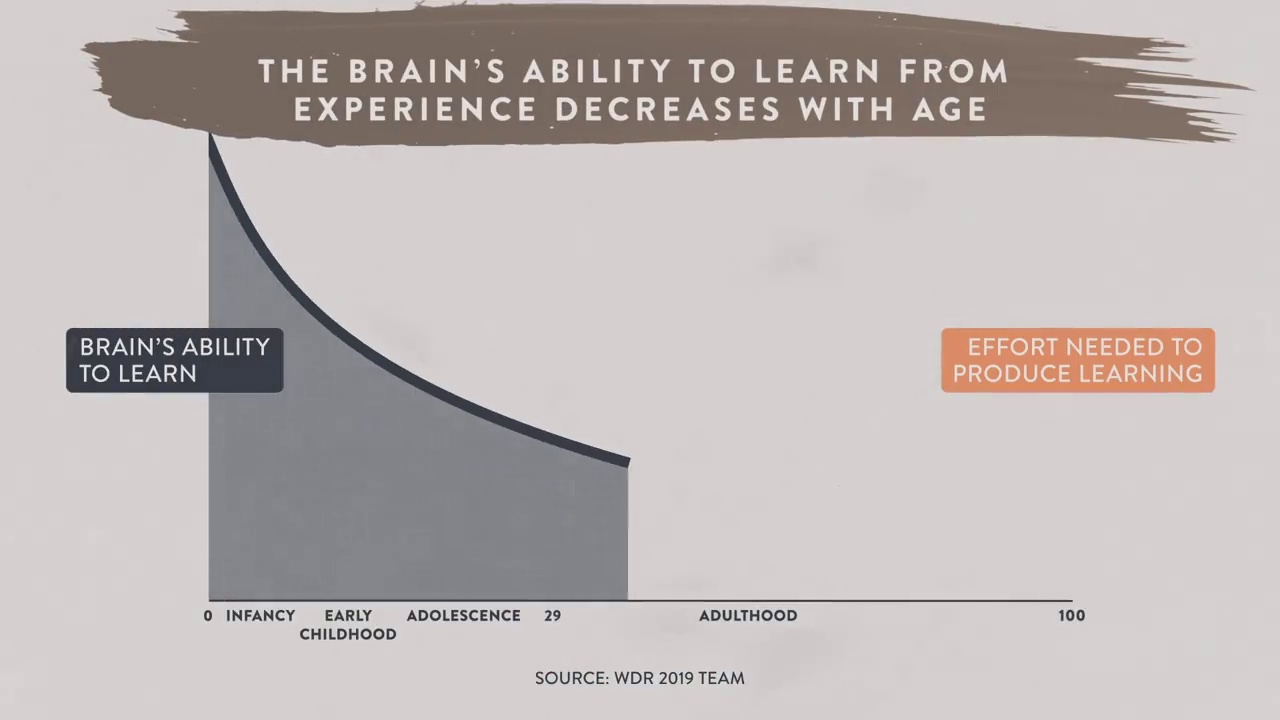 THE BRAIN'S ABILITY TO LEARN FROM
EXPERIENCE DECREASES WITH AGE
BRAIN'S ABILITY
TO LEARN
EFFORT NEEDED TO
PRODUCE LEARNING
0 INFANCY EARLY ADOLESCENCE 29 ADULTHOOD 100
CHILDHOOD
SOURCE: WDR 2019 TEAM